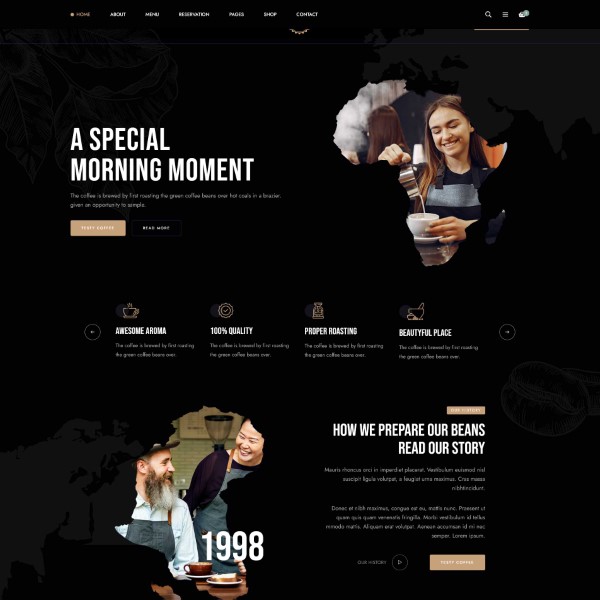 HOME ABOUT MENU RESERVATION PAGES SHOP CONTACT
A SPECIAL
MORNING MOMENT
The coffee is brewed by first roasting the green coffee beans over hot coals in a brazier.
given an opportunity to sample.
TESTY COFFEE READ MORE
AWESOME AROMA
The coffee is brewed by first roasting
the green coffee beans over.
100% QUALITY
The coffee is brewed by first roasting
the green coffee beans over.
PROPER ROASTING
The coffee is brewed by first roasting
the green coffee beans over.
BEAUTYFUL PLACE
The coffee is brewed by first roasting
the green coffee beans over.
OUR HISTORY
HOW WE PREPARE OUR BEANS
READ OUR STORY
Mauris rhoncus orci in imperdiet placerat. Vestibulum euismod nisl
suscipit ligula volutpat, a feugiat urna maximus. Cras massa
nibhtincidunt.
Donec et nibh maximus, congue est eu, mattis nunc. Praesent ut
quam quis quam venenatis fringilla. Morbi vestibulum id tellus
mmodo mattis. Aliquam erat volutpat. Aenean accumsan id mi nec
semper. Lorem ipsum.
OUR HISTORY TESTY COFFEE
1998